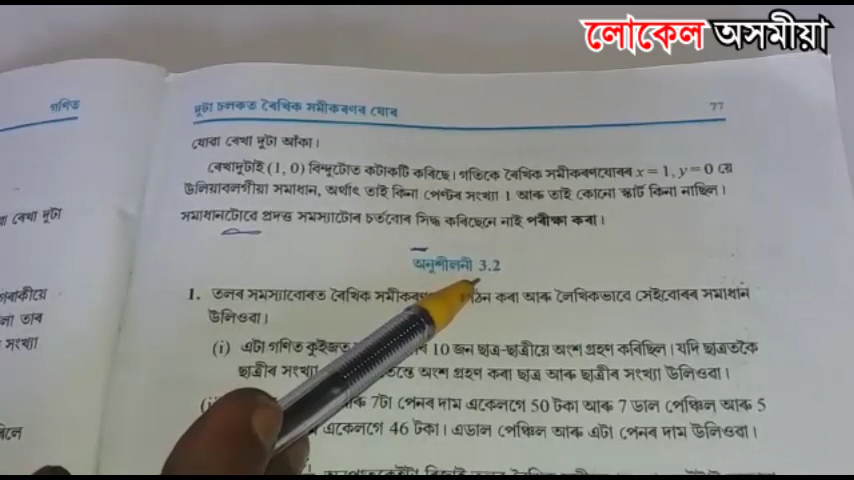 লোকেল অসমীয়া
গণিত
দুটা চলকত ৰৈখিক সমীকৰণৰ যোৰ
77
যোৱা ৰেখা দুটা আঁকা।
ৰেখাদুটাই (1, 0) বিন্দুটোত কটাকটি কৰিছে। গতিকে ৰৈখিক সমীকৰণযোৰৰ x = 1, y = 0 য়ে
উলিয়াবলগীয়া সমাধান, অৰ্থাৎ তাই কিনা পেণ্টৰ সংখ্যা 1 আৰু তাই কোনো স্কাৰ্ট কিনা নাছিল।
ৰেখা দুটা
সমাধানটোৱে প্ৰদত্ত সমস্যাটোৰ চৰ্তবোৰ সিদ্ধ কৰিছেনে নাই পৰীক্ষা কৰা।
অনুশীলনী 3.2
1. তলৰ সমস্যাবোৰত ৰৈখিক কৰা আৰু লৈখিকভাৱে সেইবোৰৰ সমাধান
তাৰ
উলিওৱা।
সংখ্যা
(i) এটা গণিত কুইজত 10 জন ছাত্ৰ-ছাত্ৰীয়ে অংশ গ্ৰহণ কৰিছিল। যদি ছাত্ৰতকৈ
ছাত্ৰীৰ সংখ্যা অংশ গ্ৰহণ কৰা ছাত্ৰ আৰু ছাত্ৰীৰ সংখ্যা উলিওৱা।
7টা পেনৰ দাম একেলগে 50 টকা আৰু 7 ডাল পেঞ্চিল আৰু 5
একেলগে 46 টকা। এডাল পেঞ্চিল আৰু এটা পেনৰ দাম উলিওৱা।